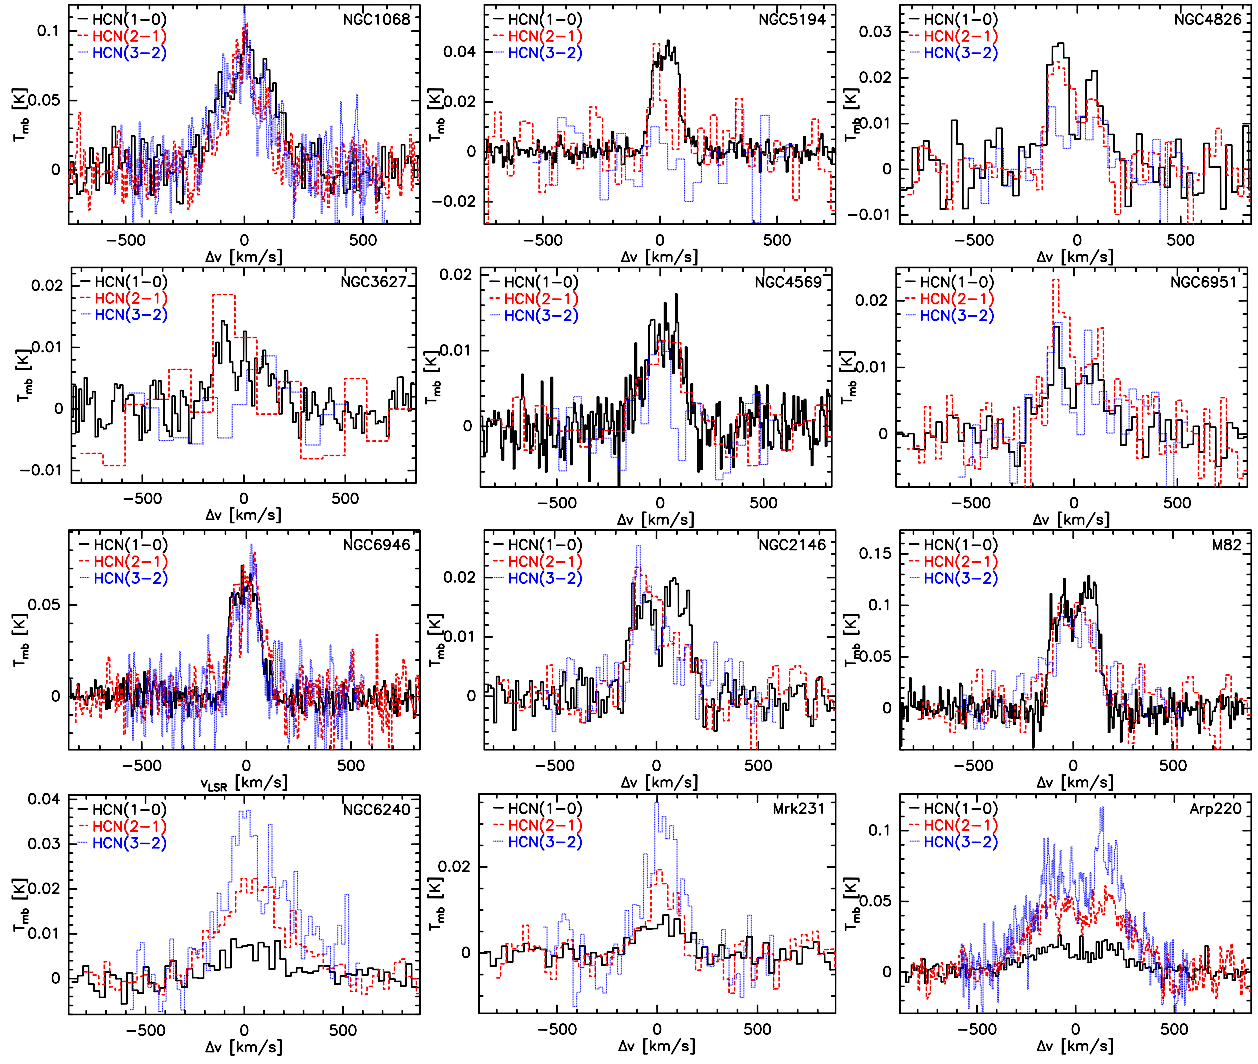 HCN(1−0) NGC1068
HCN(2−1)
HCN(3−2)
T_mb [K]
0.1
0.05
0
−500 0 500
Δv [km/s]
HCN(1−0) NGC5194
HCN(2−1)
HCN(3−2)
T_mb [K]
0.04
0.02
0
−0.02
−500 0 500
Δv [km/s]
HCN(1−0) NGC4826
HCN(2−1)
HCN(3−2)
T_mb [K]
0.03
0.02
0.01
0
−0.01
−500 0 500
Δv [km/s]
HCN(1−0) NGC3627
HCN(2−1)
HCN(3−2)
T_mb [K]
0.02
0.01
0
−0.01
−500 0 500
Δv [km/s]
HCN(1−0) NGC4569
HCN(2−1)
HCN(3−2)
T_mb [K]
0.02
0.01
0
−500 0 500
Δv [km/s]
HCN(1−0) NGC6951
HCN(2−1)
HCN(3−2)
T_mb [K]
0.02
0.01
0
−500 0 500
Δv [km/s]
HCN(1−0) NGC6946
HCN(2−1)
HCN(3−2)
T_mb [K]
0.05
0
−500 0 500
v_LSR [km/s]
HCN(1−0) NGC2146
HCN(2−1)
HCN(3−2)
T_mb [K]
0.02
0.01
0
−500 0 500
Δv [km/s]
HCN(1−0) M82
HCN(2−1)
HCN(3−2)
T_mb [K]
0.15
0.1
0.05
0
−500 0 500
Δv [km/s]
HCN(1−0) NGC6240
HCN(2−1)
HCN(3−2)
T_mb [K]
0.04
0.03
0.02
0.01
0
−500 0 500
Δv [km/s]
HCN(1−0) Mrk231
HCN(2−1)
HCN(3−2)
T_mb [K]
0.02
0
−500 0 500
Δv [km/s]
HCN(1−0) Arp220
HCN(2−1)
HCN(3−2)
T_mb [K]
0.1
0.05
0
−500 0 500
Δv [km/s]